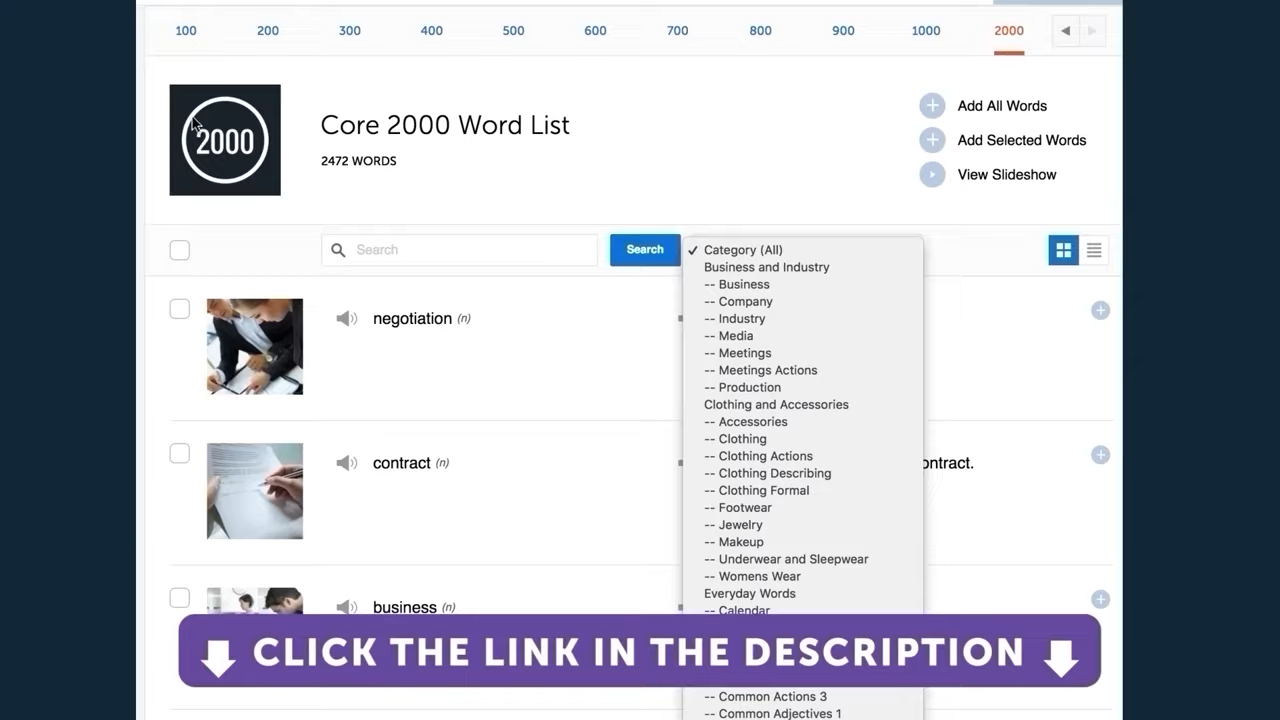 100 200 300 400 500 600 700 800 900 1000 2000
2000
Core 2000 Word List
2472 WORDS
Add All Words
Add Selected Words
View Slideshow
Search
Search
✓ Category (All)
Business and Industry
-- Business
-- Company
-- Industry
-- Media
-- Meetings
-- Meetings Actions
-- Production
Clothing and Accessories
-- Accessories
-- Clothing
-- Clothing Actions
-- Clothing Describing
-- Clothing Formal
-- Footwear
-- Jewelry
-- Makeup
-- Underwear and Sleepwear
-- Womens Wear
Everyday Words
-- Calendar
-- Common Actions 3
-- Common Adjectives 1
negotiation (n)
contract (n)
ontract.
business (n)
CLICK THE LINK IN THE DESCRIPTION